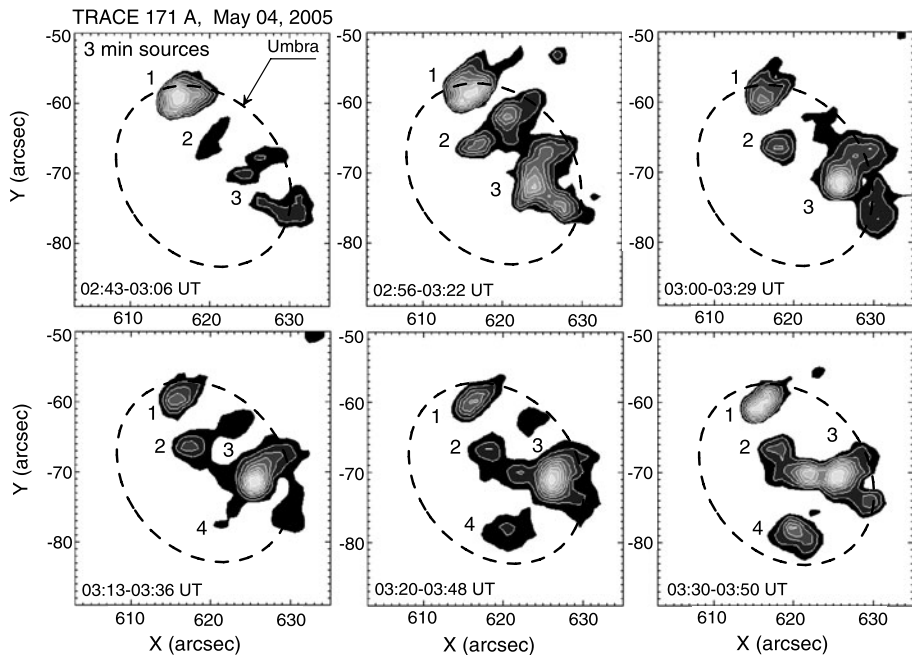 TRACE 171 A, May 04, 2005
3 min sources
Umbra
1
2
3
02:43-03:06 UT
-50
-60
-70
-80
Y (arcsec)
610 620 630
1
2
3
02:56-03:22 UT
-50
-60
-70
-80
610 620 630
1
2
3
03:00-03:29 UT
-50
-60
-70
-80
610 620 630
1
2
3
4
03:13-03:36 UT
-50
-60
-70
-80
Y (arcsec)
610 620 630
X (arcsec)
1
2
3
4
03:20-03:48 UT
-50
-60
-70
-80
610 620 630
X (arcsec)
1
2
3
4
03:30-03:50 UT
-50
-60
-70
-80
610 620 630
X (arcsec)